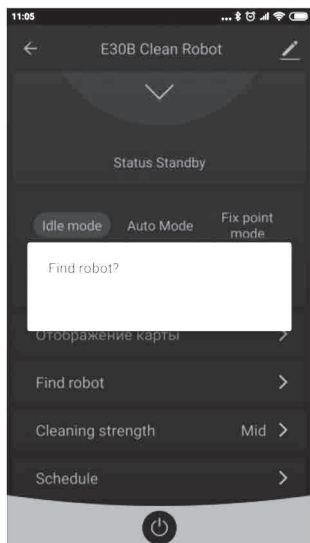 11:05
E30B Clean Robot
Status Standby
Idle mode
Auto Mode
Fix point
mode
Find robot?
Отображение карты
Find robot
Cleaning strength Mid
Schedule